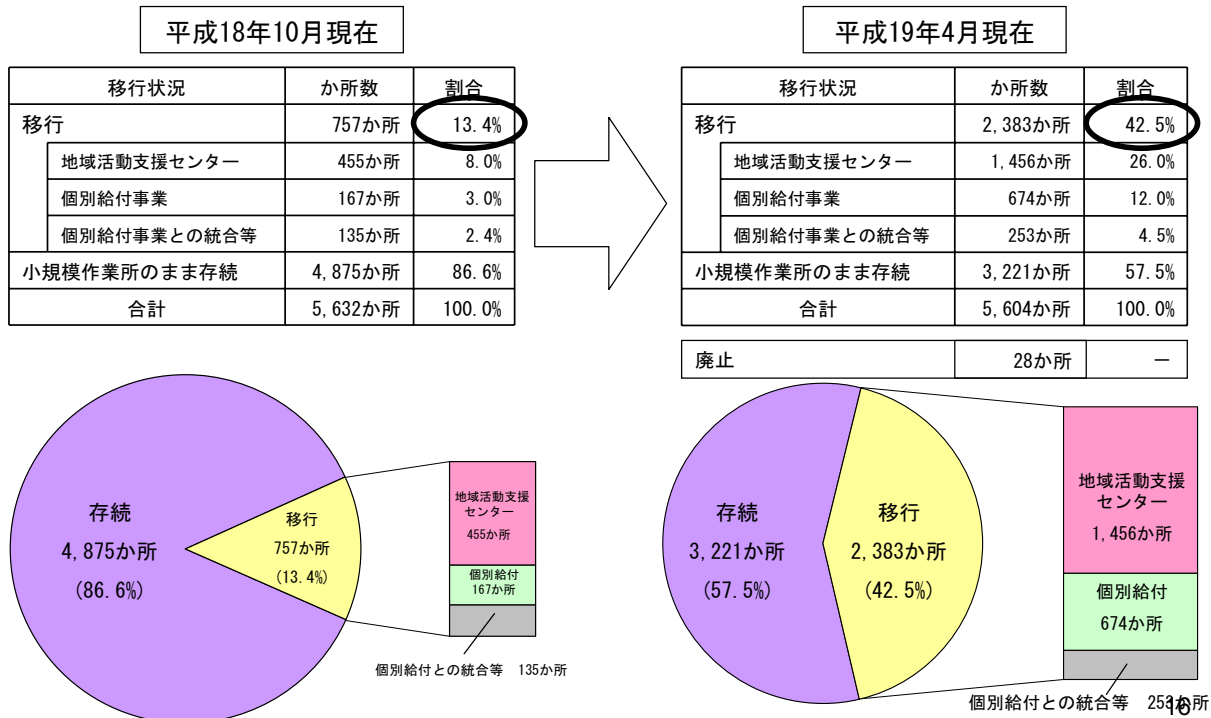 平成18年10月現在
移行状況 か所数 割合
移行 757か所 13.4%
地域活動支援センター 455か所 8.0%
個別給付事業 167か所 3.0%
個別給付事業との統合等 135か所 2.4%
小規模作業所のまま存続 4,875か所 86.6%
合計 5,632か所 100.0%
平成19年4月現在
移行状況 か所数 割合
移行 2,383か所 42.5%
地域活動支援センター 1,456か所 26.0%
個別給付事業 674か所 12.0%
個別給付事業との統合等 253か所 4.5%
小規模作業所のまま存続 3,221か所 57.5%
合計 5,604か所 100.0%
廃止 28か所 ―
存続
4,875か所
(86.6%)
移行
757か所
(13.4%)
地域活動支援
センター
455か所
個別給付
167か所
個別給付との統合等 135か所
存続
3,221か所
(57.5%)
移行
2,383か所
(42.5%)
地域活動支援
センター
1,456か所
個別給付
674か所
個別給付との統合等 253か所
16